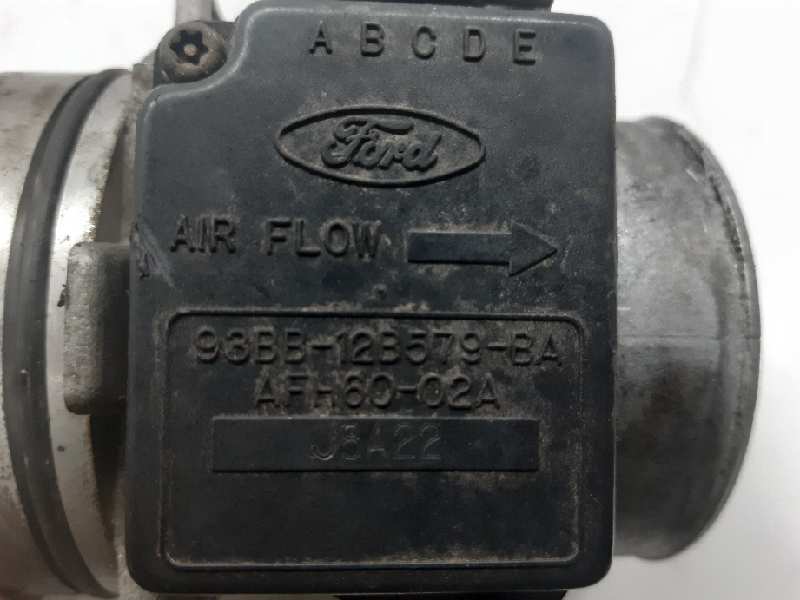 A B C D E
Ford
AIR FLOW
93BB-12B579-BA
AFH60-02A
J8A22